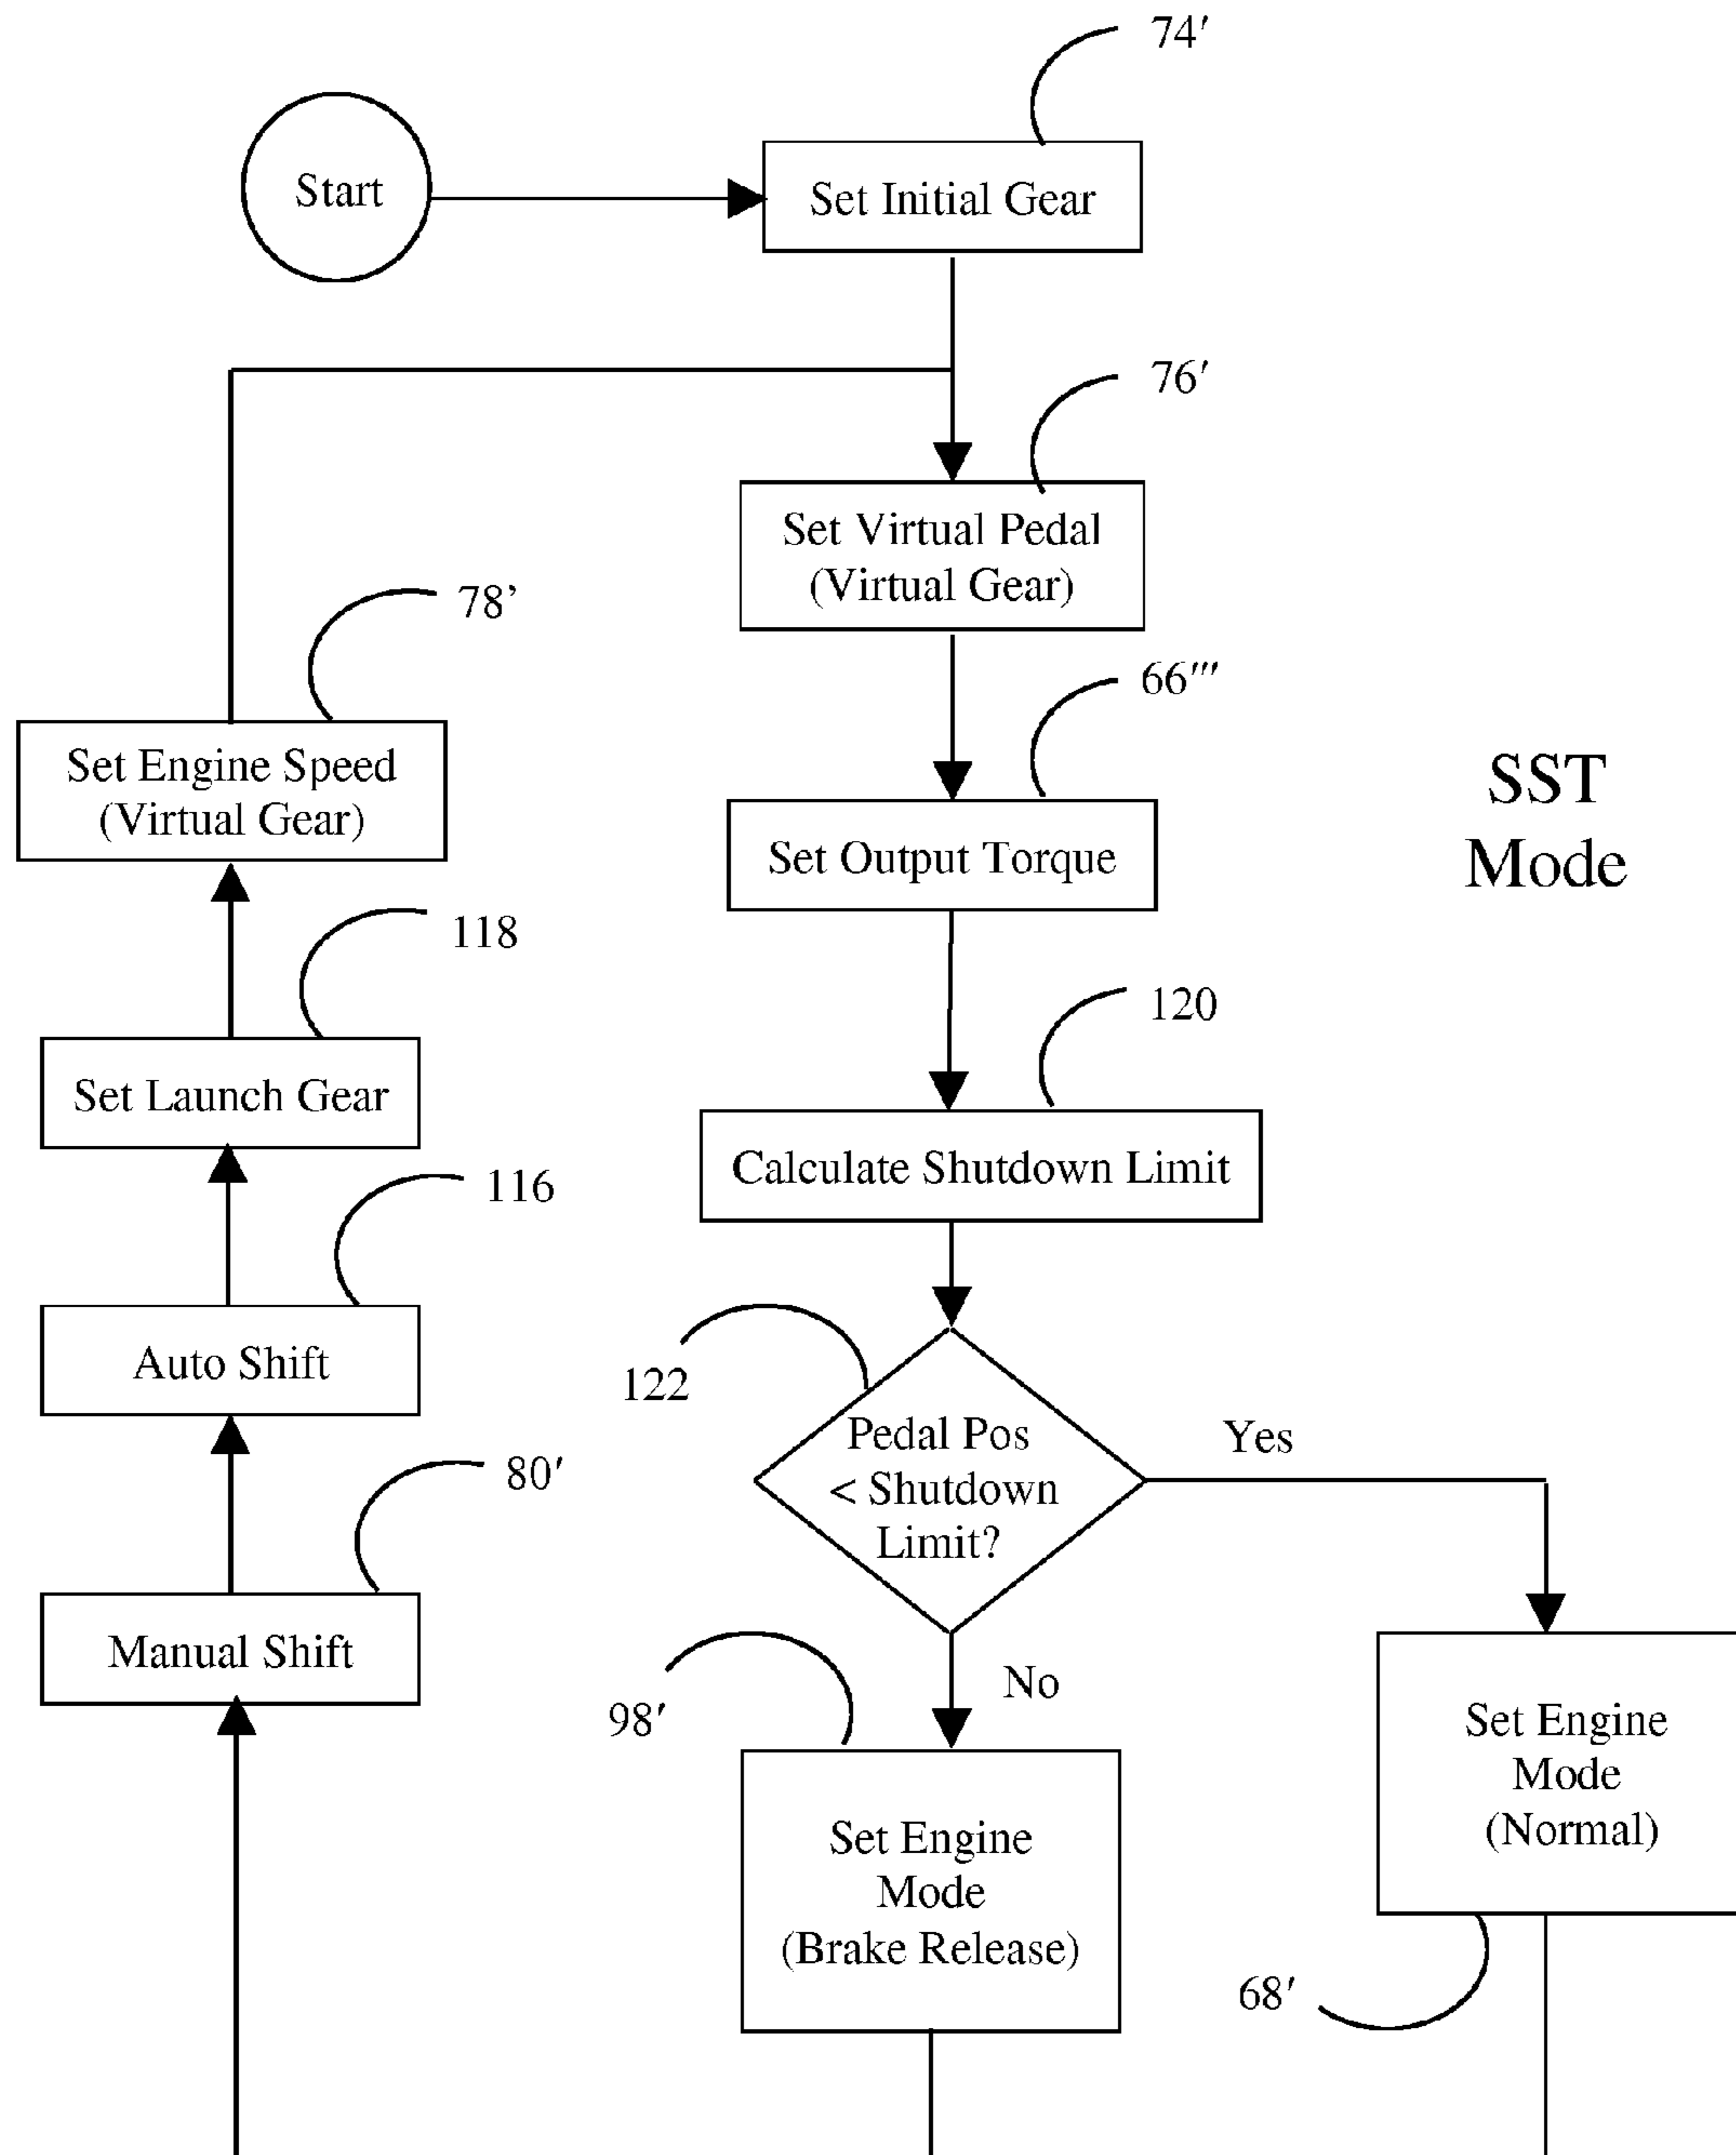 74′
Start
Set Initial Gear
76′
Set Virtual Pedal
(Virtual Gear)
78’
66′′′
Set Engine Speed
(Virtual Gear)
SST
Mode
Set Output Torque
118
120
Set Launch Gear
Calculate Shutdown Limit
116
122
Auto Shift
Pedal Pos
< Shutdown
Limit?
Yes
80′
Manual Shift
No
98′
Set Engine
Mode
(Normal)
Set Engine
Mode
(Brake Release)
68′